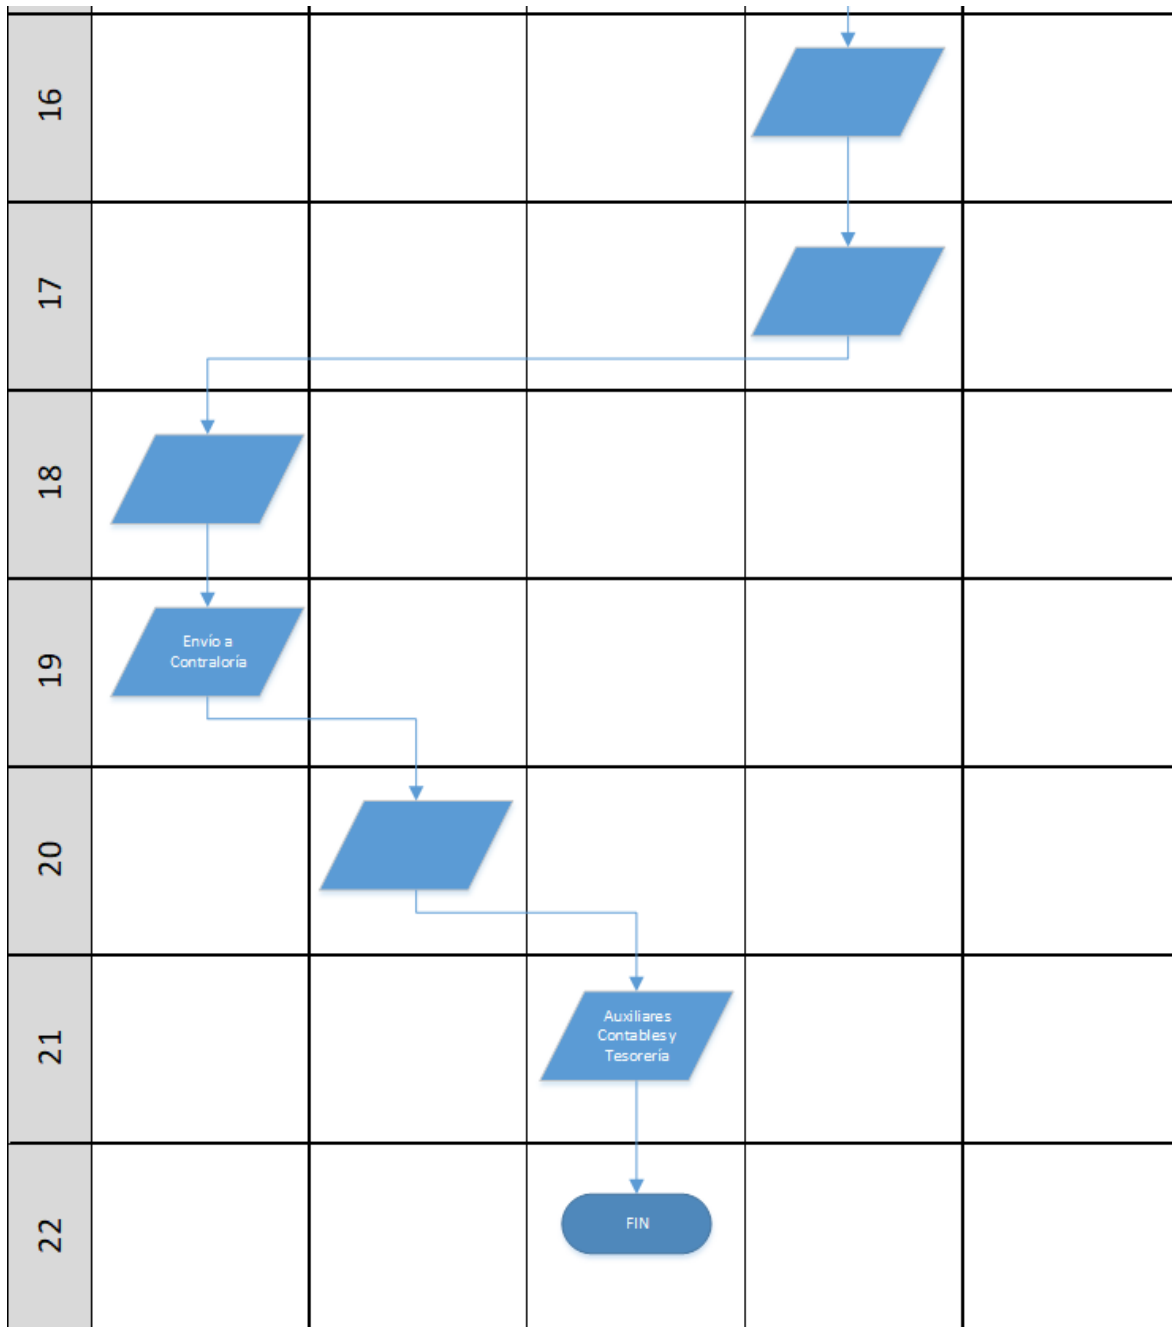 16
17
18
19
Envío a
Contraloría
20
21
Auxiliares
Contables y
Tesorería
22
FIN